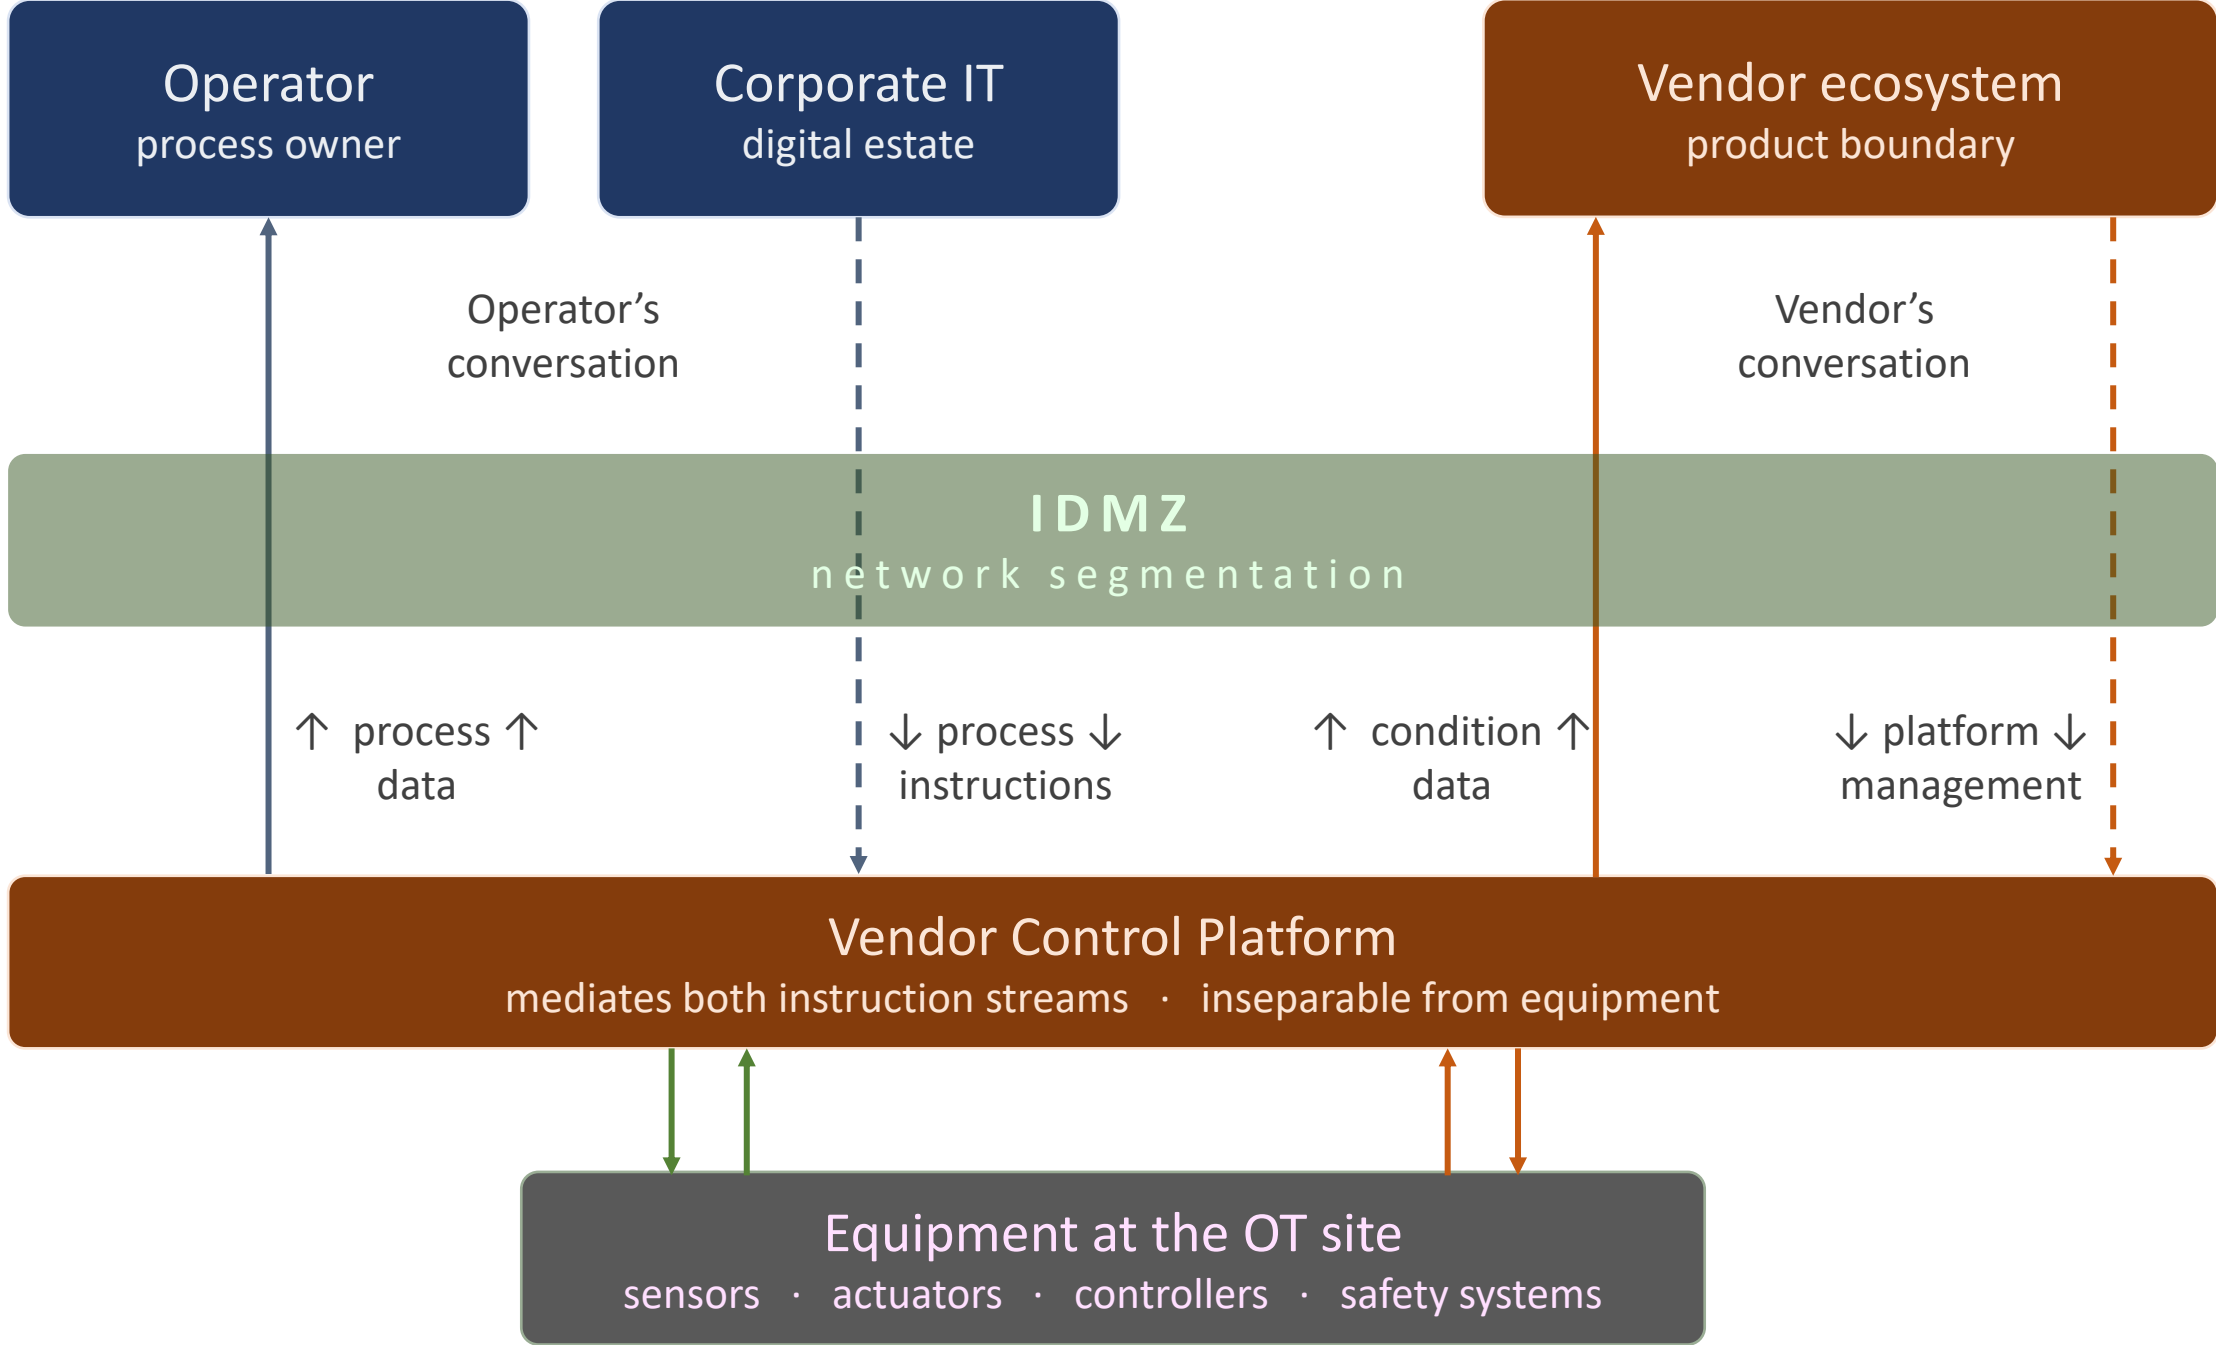 Operator
process owner
Corporate IT
digital estate
Vendor ecosystem
product boundary
Operator’s
conversation
Vendor’s
conversation
IDMZ
network segmentation
↑ process ↑
data
↓ process ↓
instructions
↑ condition ↑
data
↓ platform ↓
management
Vendor Control Platform
mediates both instruction streams · inseparable from equipment
Equipment at the OT site
sensors · actuators · controllers · safety systems